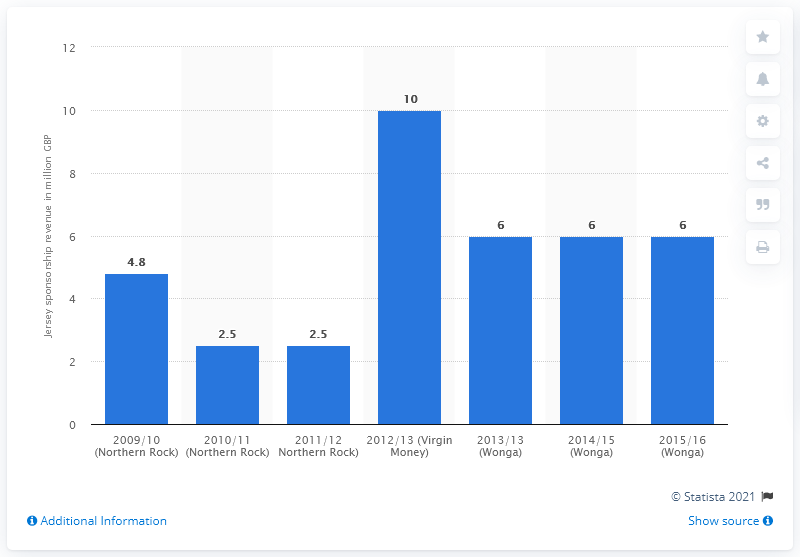 12
10
8
6
4
2
0
Jersey sponsorship revenue in million GBP
4.8
2.5
2.5
10
6
6
6
2009/10
(Northern Rock)
2010/11
(Northern Rock)
2011/12
Northern Rock)
2012/13 (Virgin
Money)
2013/13
(Wonga)
2014/15
(Wonga)
2015/16
(Wonga)
© Statista 2021
Additional Information
Show source